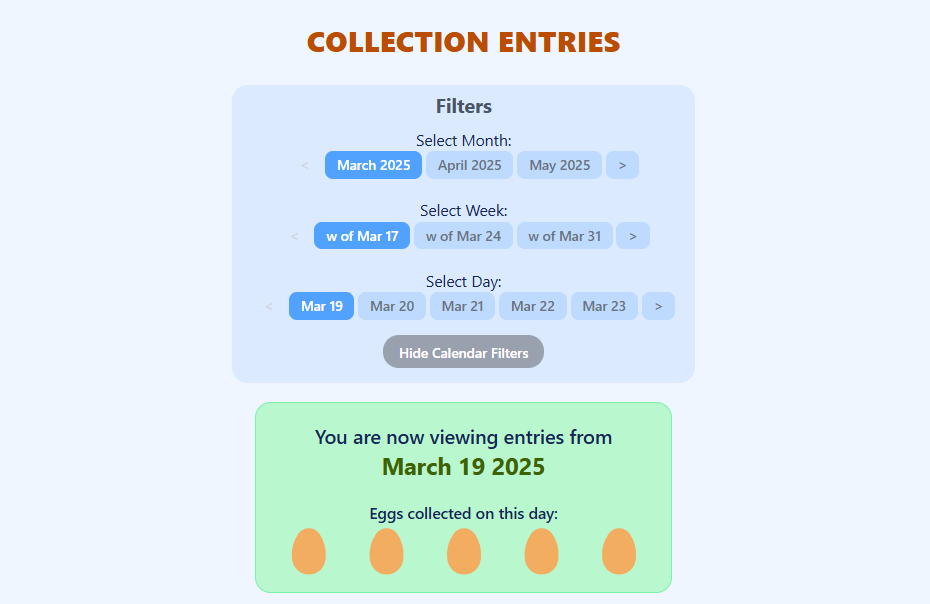 COLLECTION ENTRIES
Filters
Select Month:
< March 2025 April 2025 May 2025 >
Select Week:
< w of Mar 17 w of Mar 24 w of Mar 31 >
Select Day:
< Mar 19 Mar 20 Mar 21 Mar 22 Mar 23 >
Hide Calendar Filters
You are now viewing entries from
March 19 2025
Eggs collected on this day: